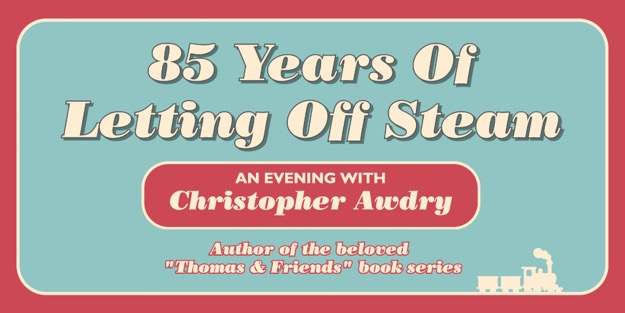 85 Years Of
Letting Off Steam
AN EVENING WITH
Christopher Awdry
Author of the beloved
"Thomas & Friends" book series